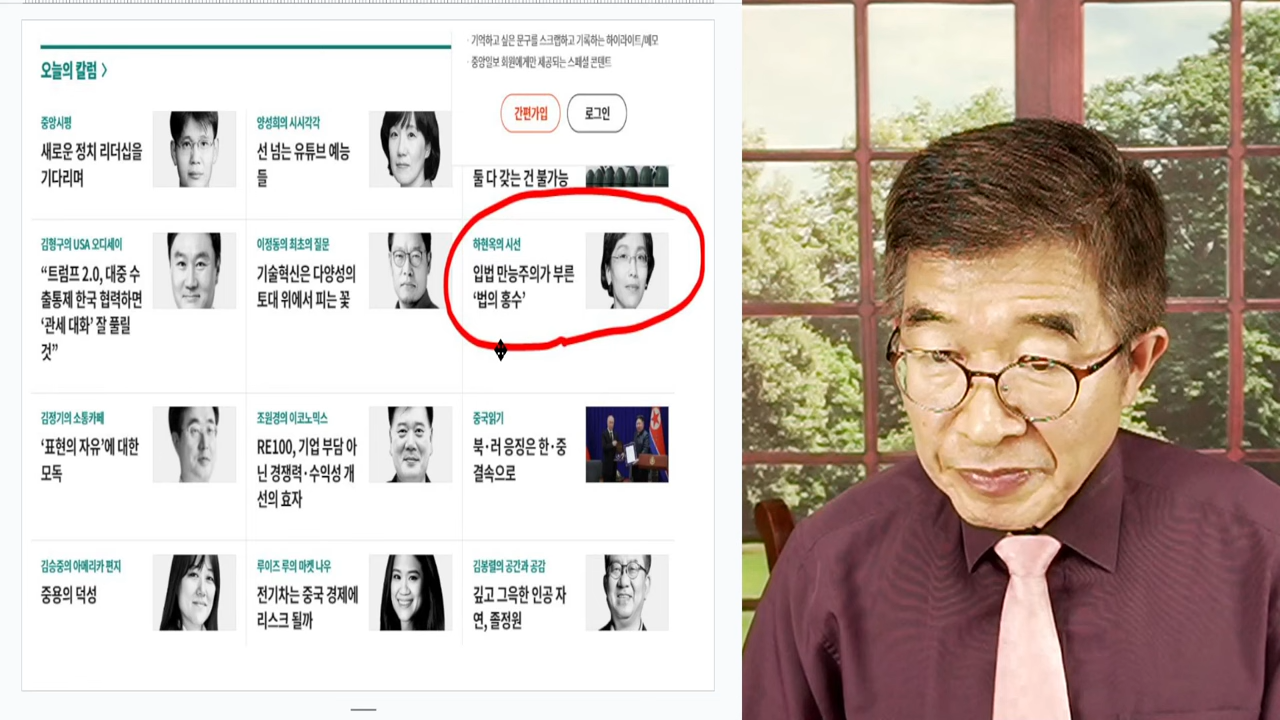 · 기억하고 싶은 문구를 스크랩하고 기록하는 하이라이트/메모
· 중앙일보 회원에게만 제공되는 스페셜 콘텐트
간편가입
로그인
오늘의 칼럼 >
중앙시평
새로운 정치 리더십을
기다리며
양성희의 시시각각
선 넘는 유튜브 예능
들
둘 다 갖는 건 불가능
김형구의 USA 오디세이
“트럼프 2.0, 대중 수
출통제 한국 협력하면
‘관세 대화’ 잘 풀릴
것”
이정동의 최초의 질문
기술혁신은 다양성의
토대 위에서 피는 꽃
하현옥의 시선
입법 만능주의가 부른
‘법의 홍수’
김정기의 소통카페
‘표현의 자유’에 대한
모독
조원경의 이코노믹스
RE100, 기업 부담 아
닌 경쟁력·수익성 개
선의 효자
중국읽기
북·러 응징은 한·중
결속으로
김승중의 아메리카 편지
중용의 덕성
루이즈 루의 마켓 나우
전기차는 중국 경제에
리스크 될까
김봉렬의 공간과 공감
깊고 그윽한 인공 자
연, 졸정원